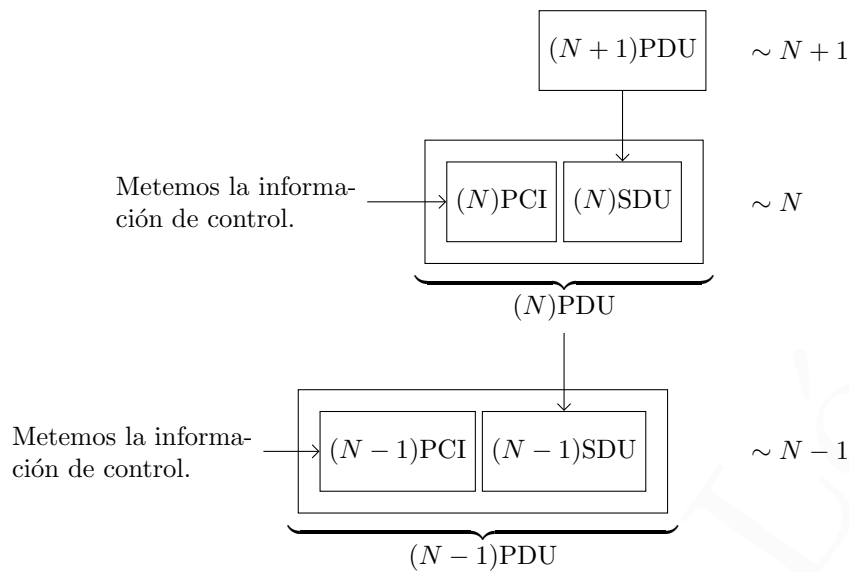 (N + 1)PDU
∼ N + 1
Metemos la informa-
ción de control.
(N)PCI
(N)SDU
∼ N
(N)PDU
Metemos la informa-
ción de control.
(N − 1)PCI
(N − 1)SDU
∼ N − 1
(N − 1)PDU